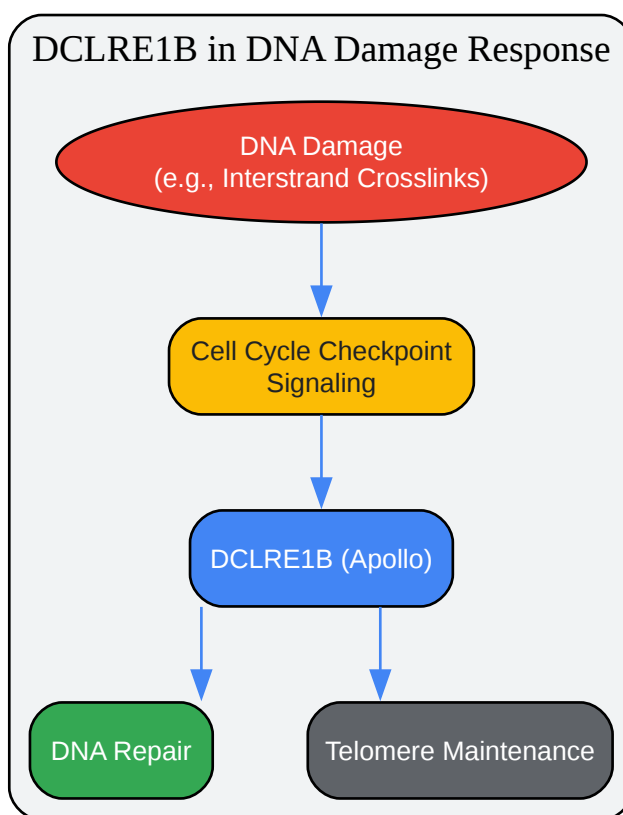 DCLRE1B in DNA Damage Response
DNA Damage
(e.g., Interstrand Crosslinks)
Cell Cycle Checkpoint
Signaling
DCLRE1B (Apollo)
DNA Repair
Telomere Maintenance